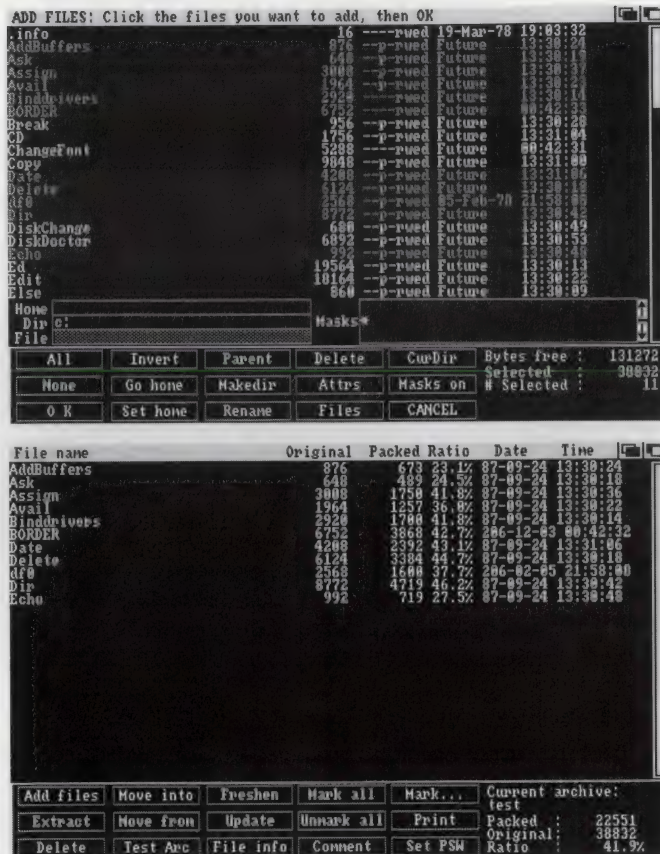 ADD FILES: Click the files you want to add, then OK
.info 16 ----rwed 19-Mar-78 19:03:32
AddBuffers 876 --p-rwed Future 13:30:24
Ask 648 --p-rwed Future 13:30:19
Assign 3008 --p-rwed Future 13:30:37
Avail 1964 --p-rwed Future
Binddrivers 2920 --p-rwed Future 13:30:14
BORDER 6752 ----rwed Future 00:42:33
Break 956 --p-rwed Future 13:30:28
CD 1756 --p-rwed Future 13:31:04
ChangeFont 5288 ----rwed Future 00:42:31
Copy 9848 --p-rwed Future 13:31:00
Date 4208 --p-rwed Future 13:31:06
Delete 6124 --p-rwed Future 13:30:18
df0 2568 ----rwed 05-Feb-78 21:58:08
Dir 8772 --p-rwed Future 13:30:42
DiskChange 680 --p-rwed Future 13:30:49
DiskDoctor 6892 --p-rwed Future 13:30:53
Echo 992 --p-rwed Future 13:30:48
Ed 19564 --p-rwed Future 13:30:13
Edit 18164 --p-rwed Future 13:30:22
Else 860 --p-rwed Future 13:30:09
Home
Dir c: Masks *
File
All Invert Parent Delete CurDir Bytes free : 131272
None Go home Makedir Attrs Masks on Selected : 38832
O K Set home Rename Files CANCEL # Selected : 11
File name Original Packed Ratio Date Time
AddBuffers 876 673 23.1% 87-09-24 13:30:24
Ask 648 489 24.5% 87-09-24 13:30:18
Assign 3008 1750 41.8% 87-09-24 13:30:36
Avail 1964 1257 36.0% 87-09-24 13:30:22
Binddrivers 2920 1700 41.8% 87-09-24 13:30:14
BORDER 6752 3868 42.7% 206-12-03 00:42:32
Date 4208 2392 43.1% 87-09-24 13:31:06
Delete 6124 3384 44.7% 87-09-24 13:30:18
df0 2568 1600 37.7% 206-02-05 21:58:08
Dir 8772 4719 46.2% 87-09-24 13:30:42
Echo 992 719 27.5% 87-09-24 13:30:48
Add files Move into Freshen Mark all Mark... Current archive:
test
Extract Move from Update Unmark all Print Packed : 22551
Original: 38832
Delete Test Arc File info Comment Set PSW Ratio : 41.9%